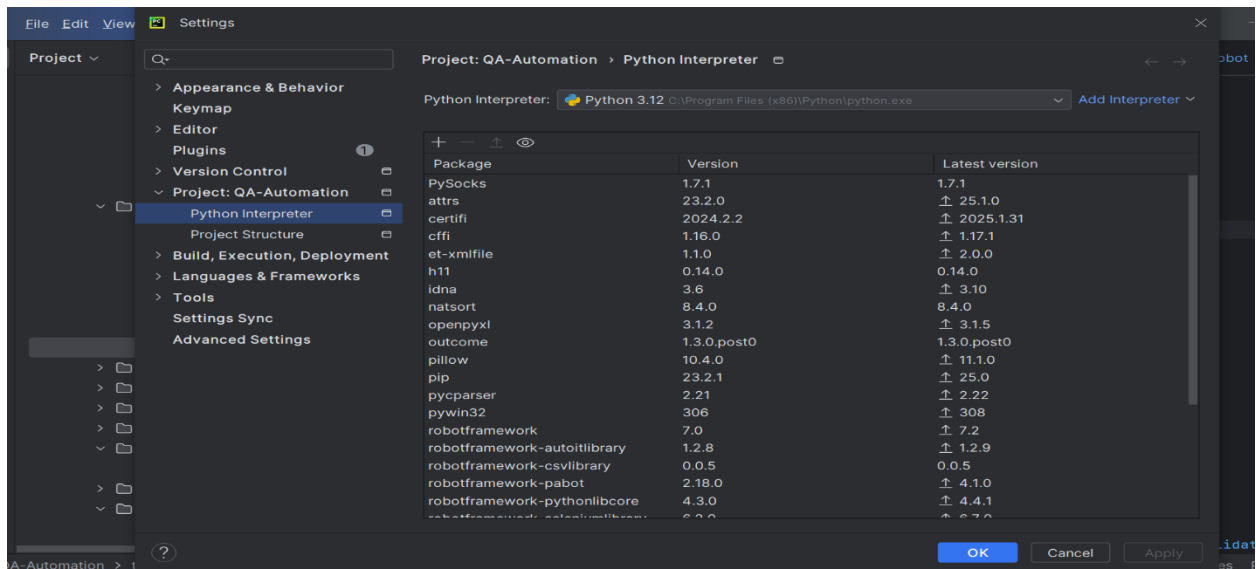 File Edit View
Settings
Project
Project: QA-Automation › Python Interpreter
Python Interpreter: Python 3.12 C:\Program Files (x86)\Python\python.exe
Add Interpreter
Appearance & Behavior
Keymap
Editor
Plugins 1
Version Control
Project: QA-Automation
Python Interpreter
Project Structure
Build, Execution, Deployment
Languages & Frameworks
Tools
Settings Sync
Advanced Settings
Package Version Latest version
PySocks 1.7.1 1.7.1
attrs 23.2.0 25.1.0
certifi 2024.2.2 2025.1.31
cffi 1.16.0 1.17.1
et-xmlfile 1.1.0 2.0.0
h11 0.14.0 0.14.0
idna 3.6 3.10
natsort 8.4.0 8.4.0
openpyxl 3.1.2 3.1.5
outcome 1.3.0.post0 1.3.0.post0
pillow 10.4.0 11.1.0
pip 23.2.1 25.0
pycparser 2.21 2.22
pywin32 306 308
robotframework 7.0 7.2
robotframework-autoitlibrary 1.2.8 1.2.9
robotframework-csvlibrary 0.0.5 0.0.5
robotframework-pabot 2.18.0 4.1.0
robotframework-pythonlibcore 4.3.0 4.4.1
? OK Cancel Apply